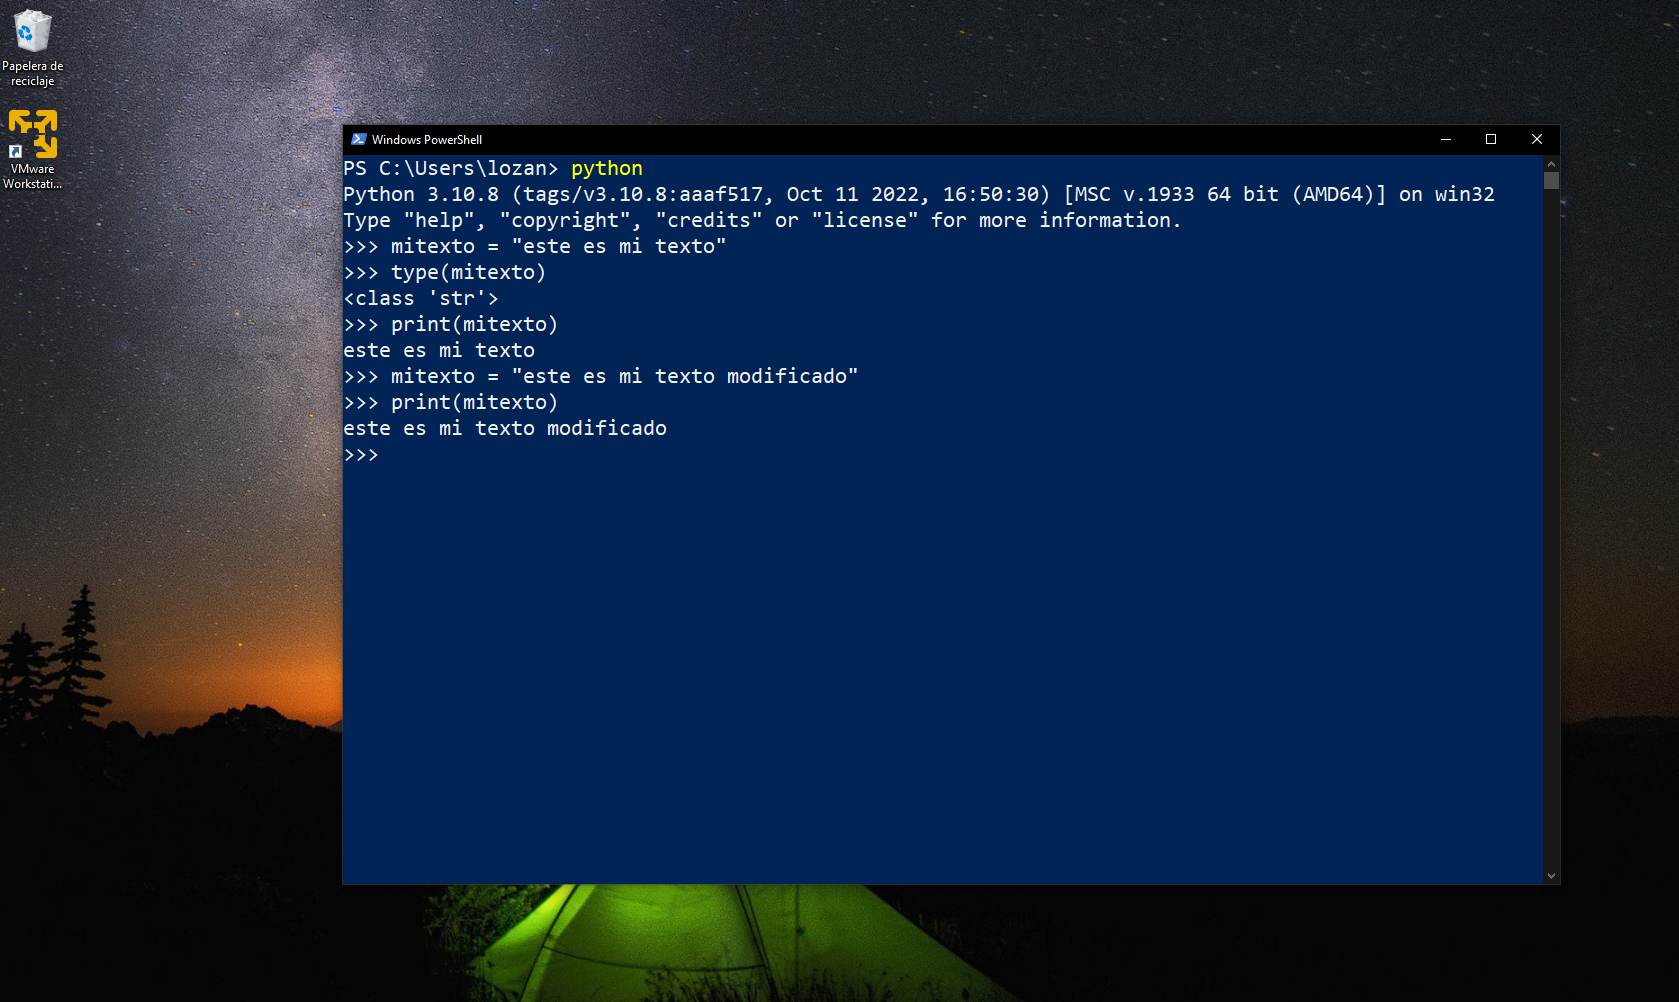 Papelera de
reciclaje
VMware
Workstati...
Windows PowerShell
PS C:\Users\lozan> python
Python 3.10.8 (tags/v3.10.8:aaaf517, Oct 11 2022, 16:50:30) [MSC v.1933 64 bit (AMD64)] on win32
Type "help", "copyright", "credits" or "license" for more information.
>>> mitexto = "este es mi texto"
>>> type(mitexto)
<class 'str'>
>>> print(mitexto)
este es mi texto
>>> mitexto = "este es mi texto modificado"
>>> print(mitexto)
este es mi texto modificado
>>>